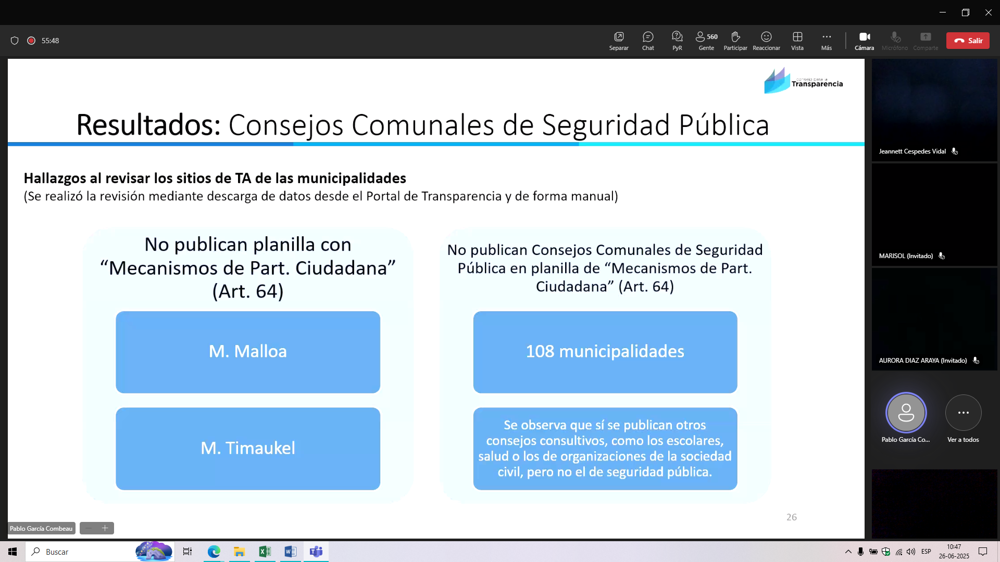 55:48
Separar
Chat
PyR
560
Gente
Participar
Reaccionar
Vista
Más
Cámara
Micrófono
Comparte
Salir
consejo para la
Transparencia
Resultados: Consejos Comunales de Seguridad Pública
Hallazgos al revisar los sitios de TA de las municipalidades
(Se realizó la revisión mediante descarga de datos desde el Portal de Transparencia y de forma manual)
No publican planilla con
“Mecanismos de Part. Ciudadana”
(Art. 64)
M. Malloa
M. Timaukel
No publican Consejos Comunales de Seguridad
Pública en planilla de “Mecanismos de Part.
Ciudadana” (Art. 64)
108 municipalidades
Se observa que sí se publican otros
consejos consultivos, como los escolares,
salud o los de organizaciones de la sociedad
civil, pero no el de seguridad pública.
26
Pablo García Combeau
Jeannett Cespedes Vidal
MARISOL (Invitado)
AURORA DIAZ ARAYA (Invitado)
Pablo García Co...
Ver a todos
Buscar
ESP
10:47
26-06-2025